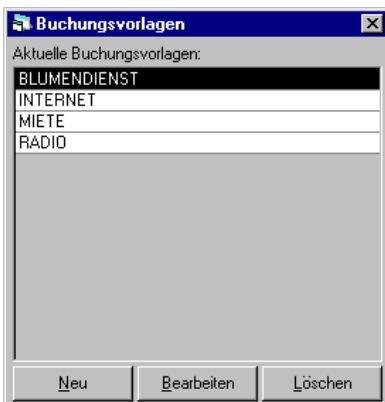 Buchungsvorlagen
Aktuelle Buchungsvorlagen:
BLUMENDIENST
INTERNET
MIETE
RADIO
Neu Bearbeiten Löschen